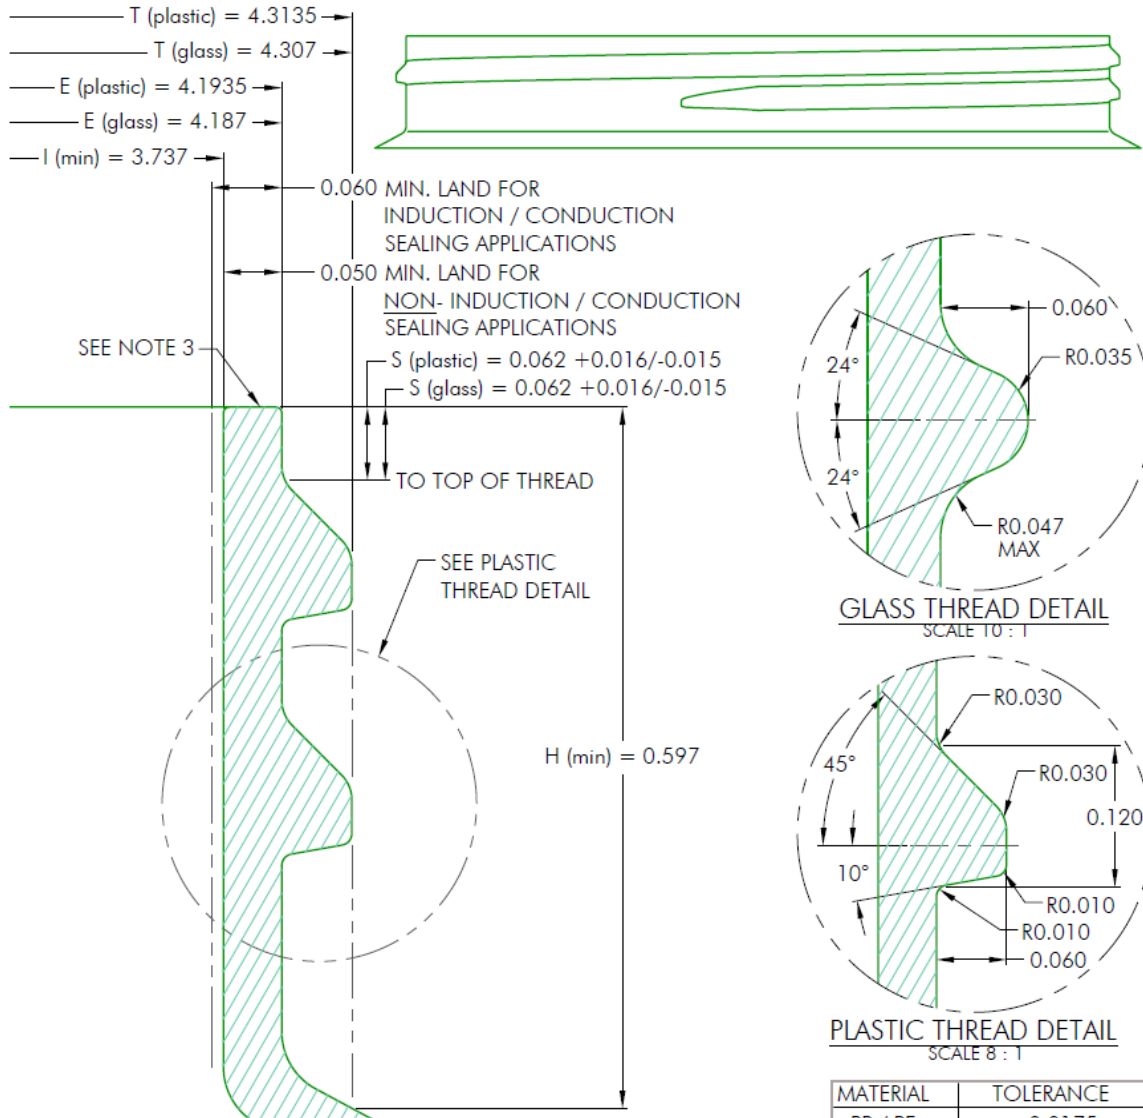 T (plastic) = 4.3135
T (glass) = 4.307
E (plastic) = 4.1935
E (glass) = 4.187
I (min) = 3.737
0.060 MIN. LAND FOR
INDUCTION / CONDUCTION
SEALING APPLICATIONS
0.050 MIN. LAND FOR
NON- INDUCTION / CONDUCTION
SEALING APPLICATIONS
SEE NOTE 3
S (plastic) = 0.062 +0.016/-0.015
S (glass) = 0.062 +0.016/-0.015
TO TOP OF THREAD
SEE PLASTIC
THREAD DETAIL
H (min) = 0.597
0.060
24°
R0.035
24°
R0.047
MAX
GLASS THREAD DETAIL
SCALE 10 : 1
R0.030
45°
R0.030
0.120
10°
R0.010
R0.010
0.060
PLASTIC THREAD DETAIL
SCALE 8 : 1
MATERIAL TOLERANCE